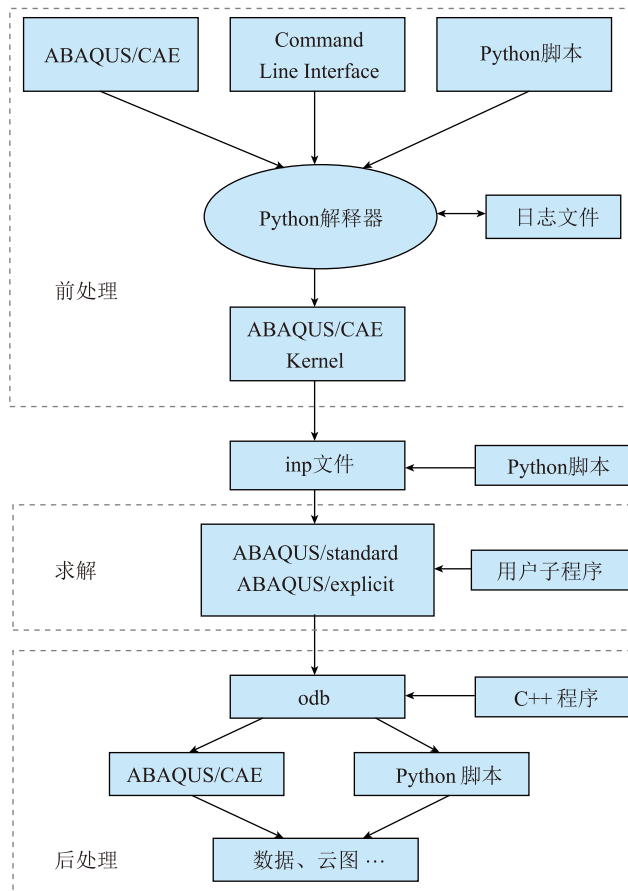 ABAQUS/CAE
Command
Line Interface
Python脚本
Python解释器
日志文件
前处理
ABAQUS/CAE
Kernel
inp文件
Python脚本
求解
ABAQUS/standard
ABAQUS/explicit
用户子程序
odb
C++ 程序
ABAQUS/CAE
Python 脚本
后处理
数据、云图 …